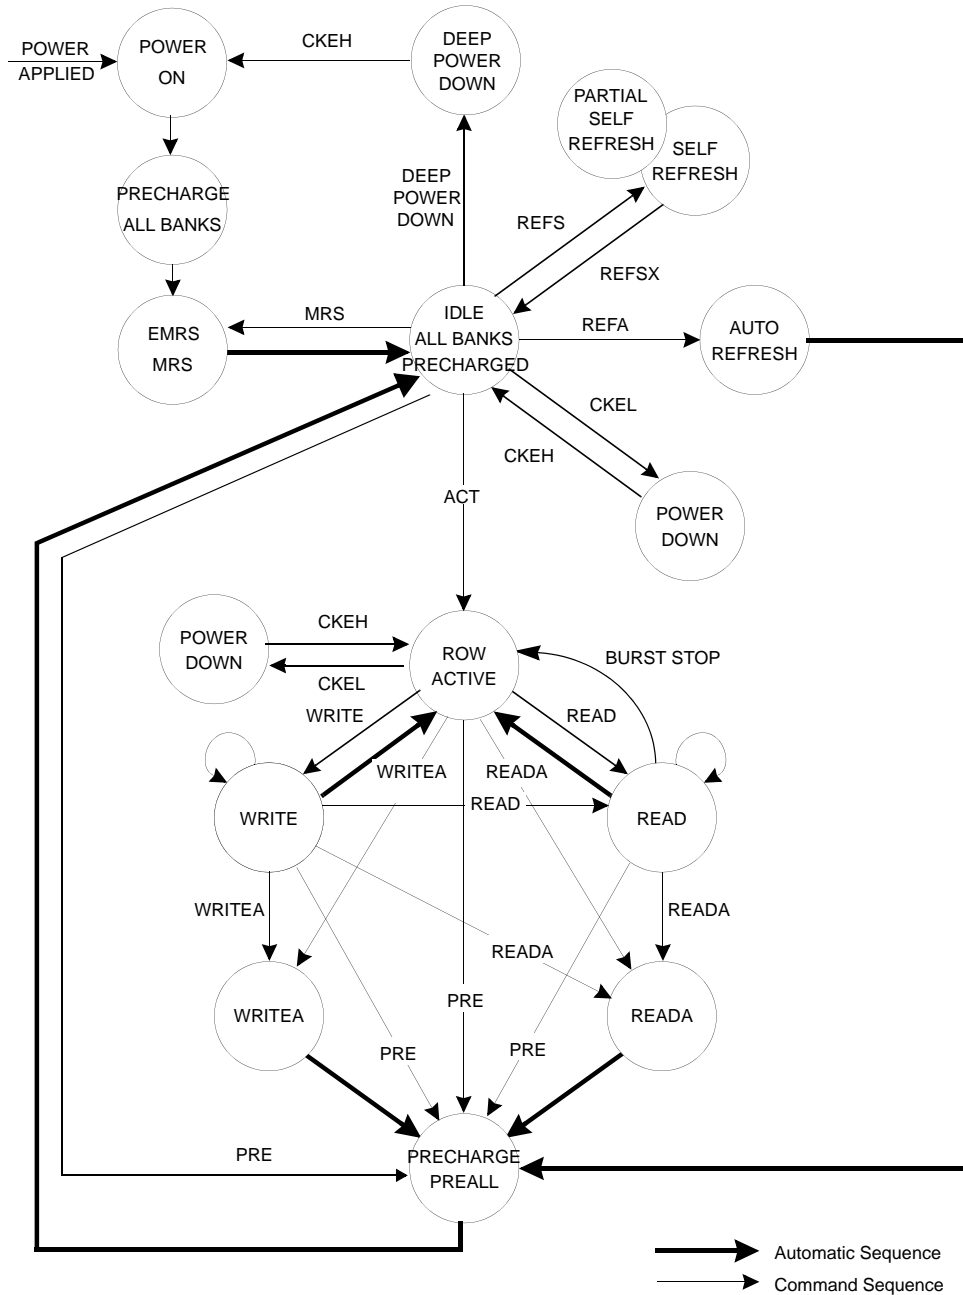 POWER
APPLIED
POWER
ON
CKEH
DEEP
POWER
DOWN
PARTIAL
SELF
REFRESH
SELF
REFRESH
PRECHARGE
ALL BANKS
DEEP
POWER
DOWN
REFS
REFSX
EMRS
MRS
MRS
IDLE
ALL BANKS
PRECHARGED
REFA
AUTO
REFRESH
CKEL
CKEH
ACT
POWER
DOWN
POWER
DOWN
CKEH
CKEL
ROW
ACTIVE
BURST STOP
WRITE
READ
WRITEA
READA
WRITE
READ
READ
WRITEA
READA
READA
WRITEA
PRE
READA
PRE
PRE
PRE
PRECHARGE
PREALL
Automatic Sequence
Command Sequence